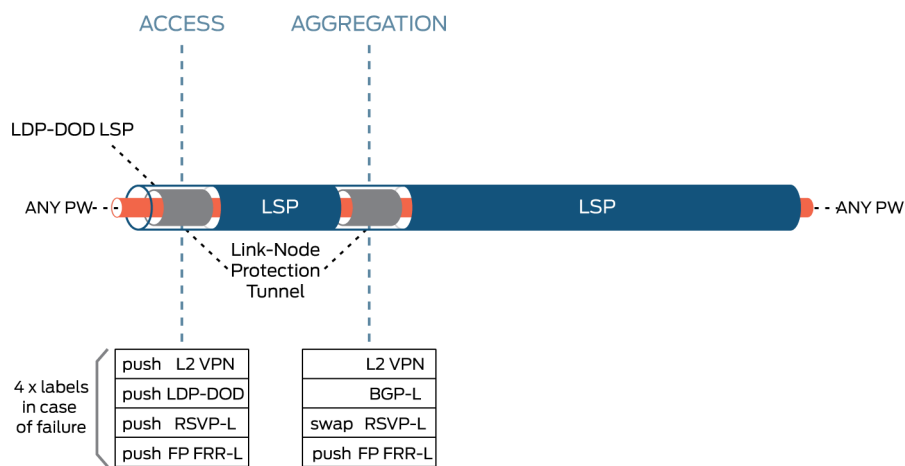 ACCESS
AGGREGATION
LDP-DOD LSP
ANY PW
LSP
LSP
ANY PW
Link-Node
Protection
Tunnel
4 x labels
in case
of failure
push L2 VPN
push LDP-DOD
push RSVP-L
push FP FRR-L
L2 VPN
BGP-L
swap RSVP-L
push FP FRR-L